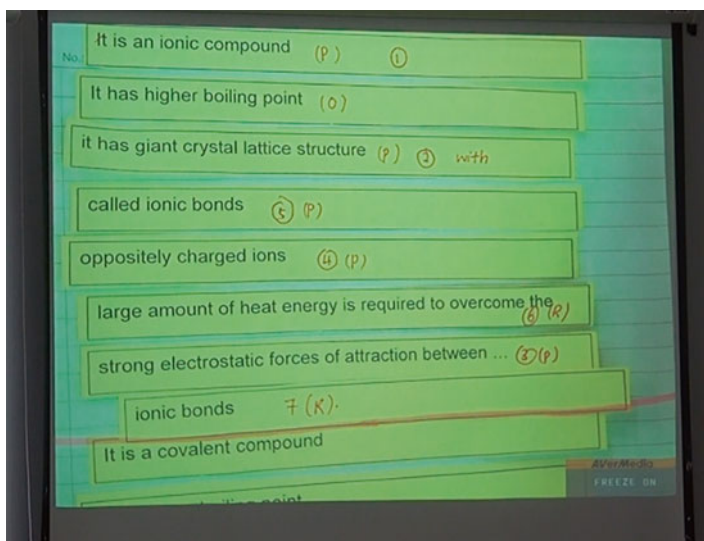 No.
It is an ionic compound (P) ①
It has higher boiling point (O)
it has giant crystal lattice structure (P) ② with
called ionic bonds ⑤ (P)
oppositely charged ions ④ (P)
large amount of heat energy is required to overcome the ⑥ (R)
strong electrostatic forces of attraction between ... ③ (P)
ionic bonds 7 (R).
It is a covalent compound
AVerMedia
FREEZE ON
point